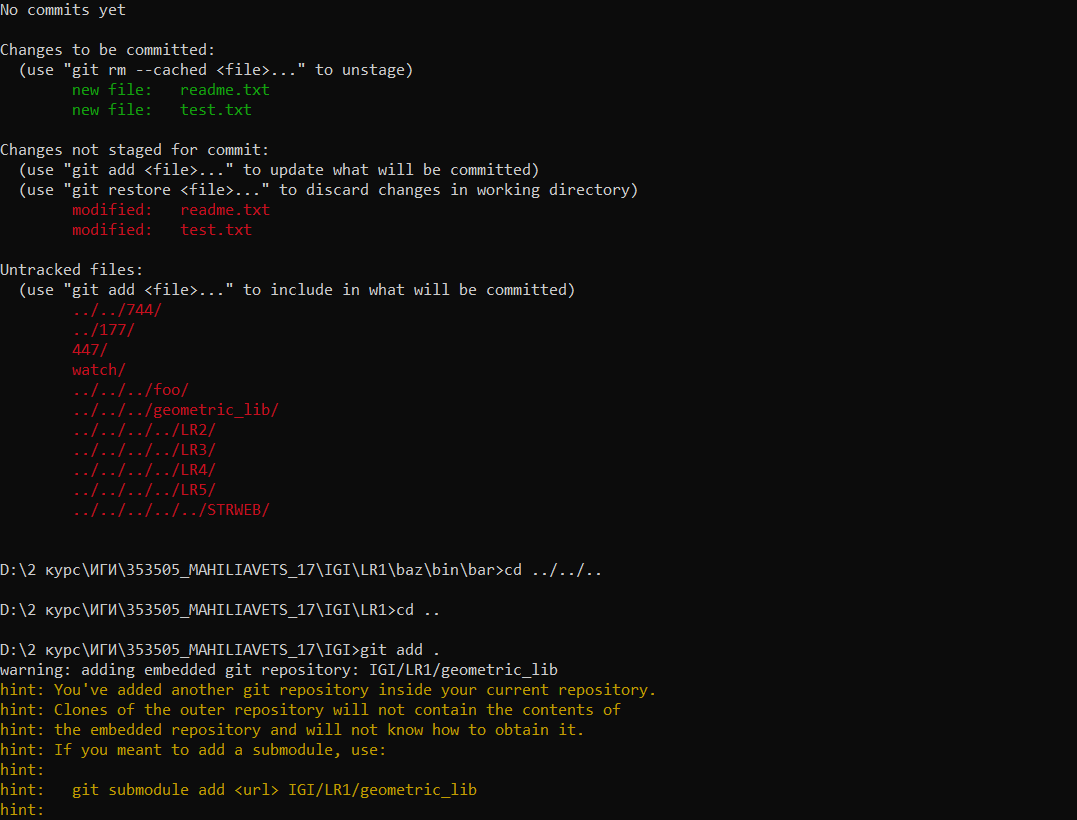 No commits yet
Changes to be committed:
  (use "git rm --cached <file>..." to unstage)
        new file:   readme.txt
        new file:   test.txt
Changes not staged for commit:
  (use "git add <file>..." to update what will be committed)
  (use "git restore <file>..." to discard changes in working directory)
        modified:   readme.txt
        modified:   test.txt
Untracked files:
  (use "git add <file>..." to include in what will be committed)
        ../../744/
        ../177/
        447/
        watch/
        ../../../foo/
        ../../../geometric_lib/
        ../../../../LR2/
        ../../../../LR3/
        ../../../../LR4/
        ../../../../LR5/
        ../../../../../STRWEB/
D:\2 курс\ИГИ\353505_MAHILIAVETS_17\IGI\LR1\baz\bin\bar>cd ../../..
D:\2 курс\ИГИ\353505_MAHILIAVETS_17\IGI\LR1>cd ..
D:\2 курс\ИГИ\353505_MAHILIAVETS_17\IGI>git add .
warning: adding embedded git repository: IGI/LR1/geometric_lib
hint: You've added another git repository inside your current repository.
hint: Clones of the outer repository will not contain the contents of
hint: the embedded repository and will not know how to obtain it.
hint: If you meant to add a submodule, use:
hint:
hint:   git submodule add <url> IGI/LR1/geometric_lib
hint: